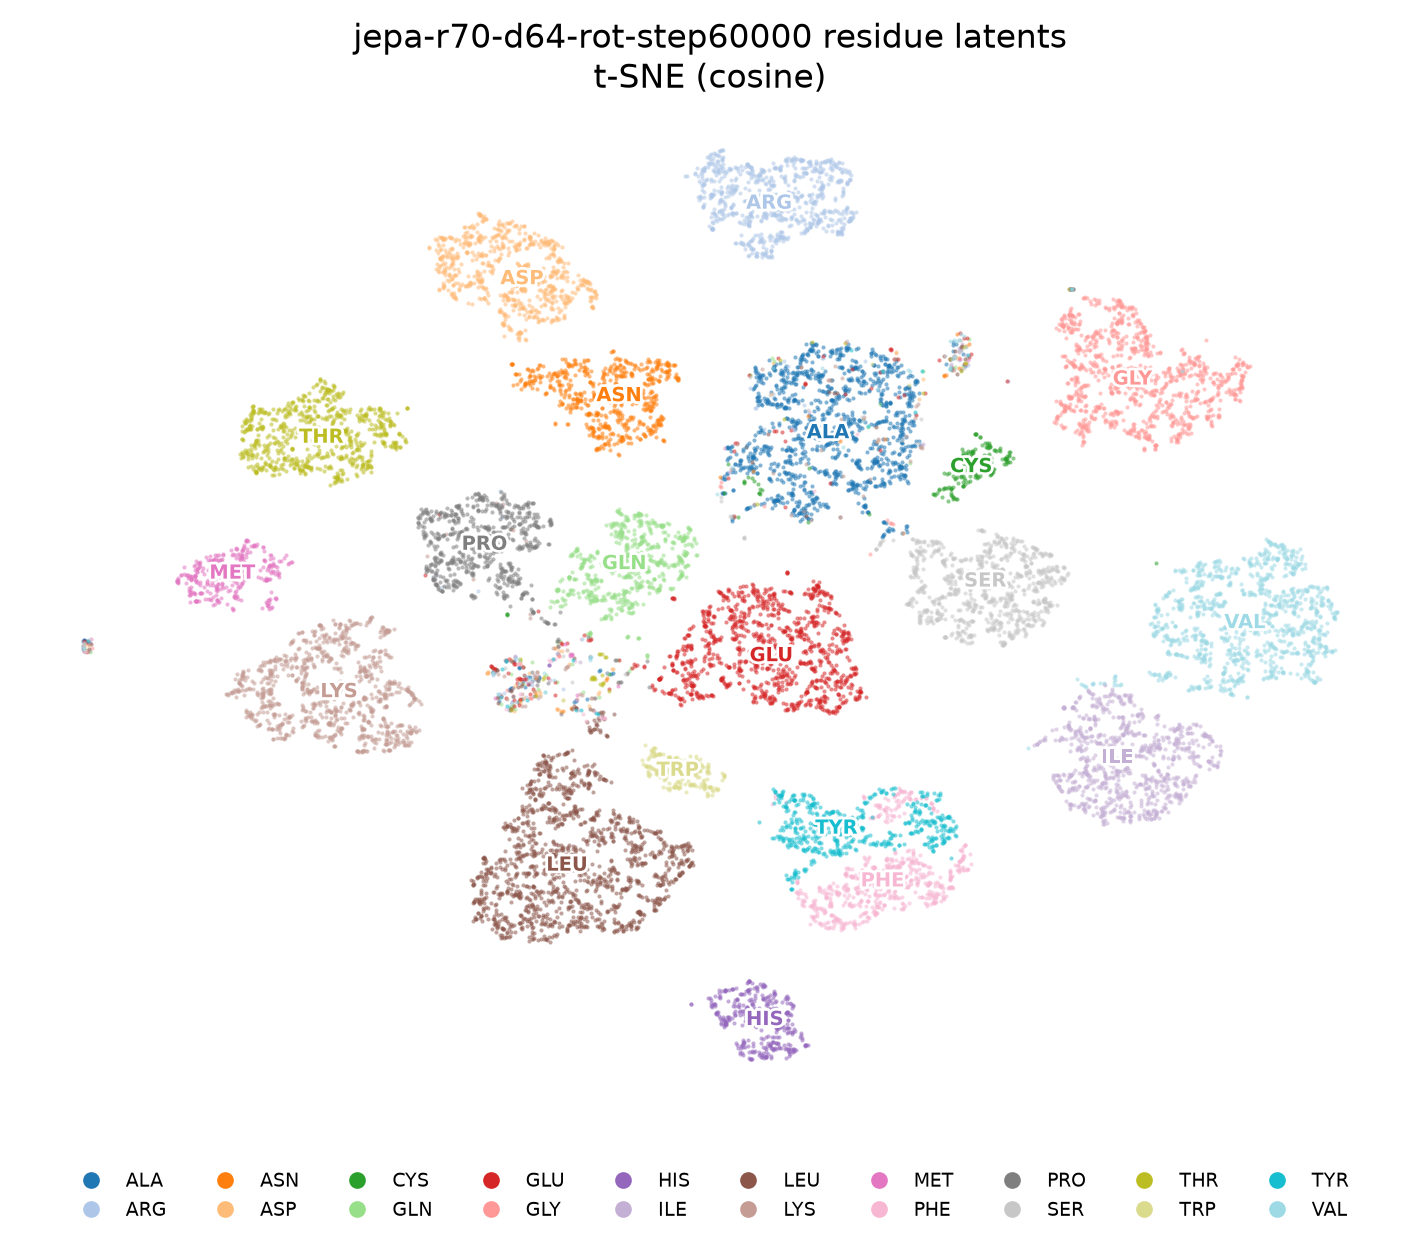 jepa-r70-d64-rot-step60000 residue latents
t-SNE (cosine)
ARG
ASP
GLY
ASN
ALA
THR
CYS
PRO
GLN
MET
SER
VAL
GLU
LYS
ILE
TRP
TYR
LEU
PHE
HIS
ALA ASN CYS GLU HIS LEU MET PRO THR TYR
ARG ASP GLN GLY ILE LYS PHE SER TRP VAL